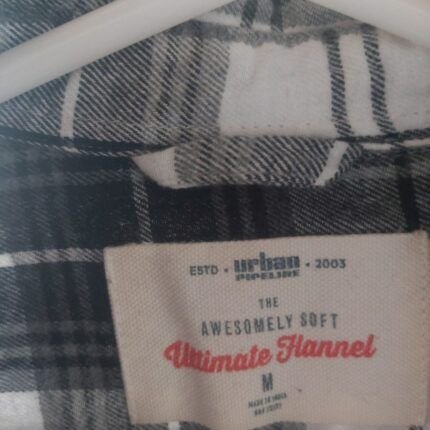 ESTD • urban • 2003
PIPELINE
THE
AWESOMELY SOFT
Ultimate Flannel
M
MADE IN INDIA